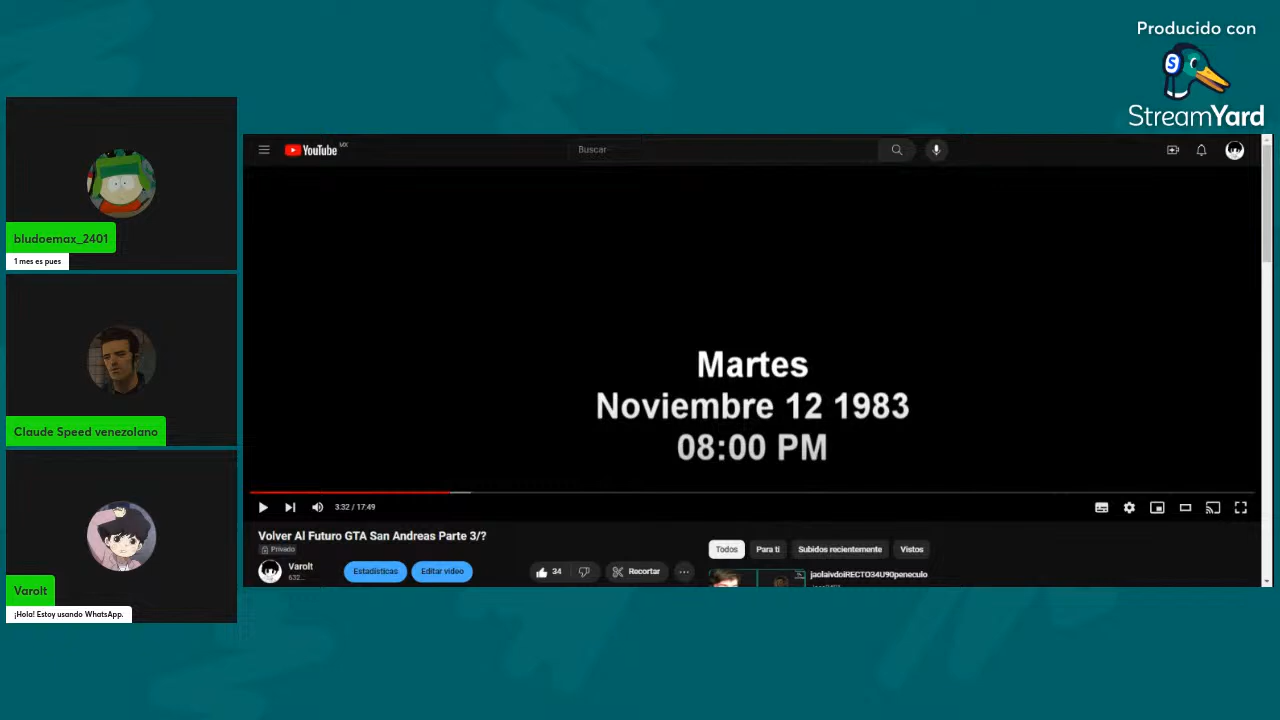 Producido con
StreamYard
bludoemax_2401
1 mes es pues
Claude Speed venezolano
Varolt
¡Hola! Estoy usando WhatsApp.
YouTube MX
Buscar
Martes
Noviembre 12 1983
08:00 PM
3:32 / 17:49
Volver Al Futuro GTA San Andreas Parte 3/?
Privado
Varolt
632...
Estadísticas
Editar video
34
Recortar
Todos
Para ti
Subidos recientemente
Vistos
jaolaivdoiRECTO34U90peneculo